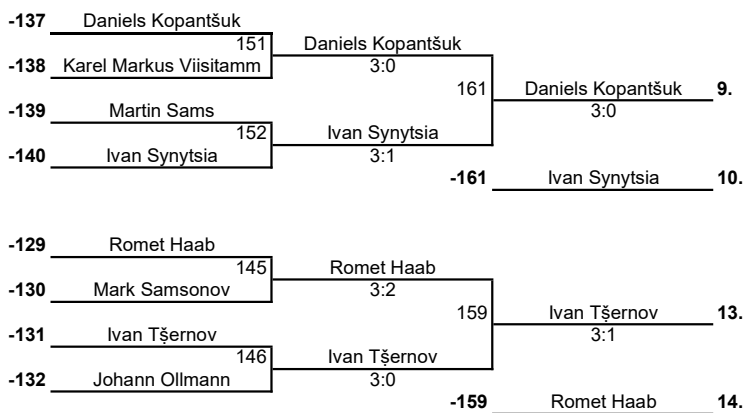 -137 Daniels Kopantšuk
151 Daniels Kopantšuk
-138 Karel Markus Viisitamm 3:0
161 Daniels Kopantšuk 9.
-139 Martin Sams 3:0
152 Ivan Synytsia
-140 Ivan Synytsia 3:1
-161 Ivan Synytsia 10.
-129 Romet Haab
145 Romet Haab
-130 Mark Samsonov 3:2
159 Ivan Tšernov 13.
-131 Ivan Tšernov 3:1
146 Ivan Tšernov
-132 Johann Ollmann 3:0
-159 Romet Haab 14.